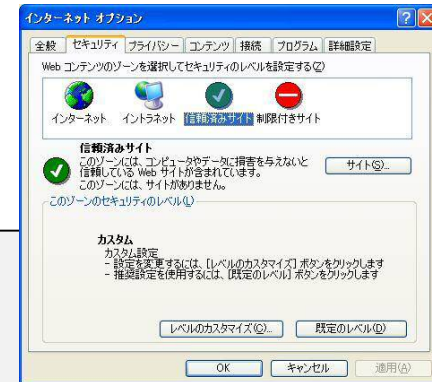 インターネット オプション
全般 セキュリティ プライバシー コンテンツ 接続 プログラム 詳細設定
Web コンテンツのゾーンを選択してセキュリティのレベルを設定する(Z)
インターネット イントラネット 信頼済みサイト 制限付きサイト
信頼済みサイト
このゾーンには、コンピュータやデータに損害を与えないと
信頼している Web サイトが含まれています。
このゾーンには、サイトがありません。
サイト(S)...
このゾーンのセキュリティのレベル(L)
カスタム
カスタム設定
- 設定を変更するには、[レベルのカスタマイズ] ボタンをクリックします
- 推奨設定を使用するには、[既定のレベル] ボタンをクリックします
レベルのカスタマイズ(C)... 既定のレベル(D)
OK キャンセル 適用(A)